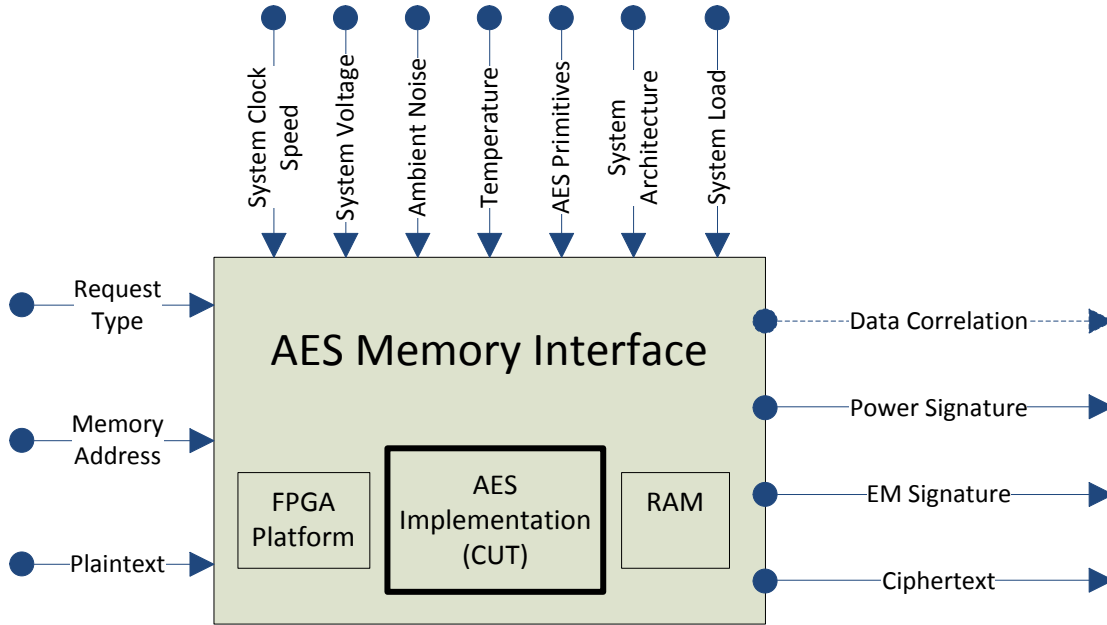 System Clock
Speed
System Voltage
Ambient Noise
Temperature
AES Primitives
System
Architecture
System Load
Request
Type
Memory
Address
Plaintext
AES Memory Interface
FPGA
Platform
AES
Implementation
(CUT)
RAM
Data Correlation
Power Signature
EM Signature
Ciphertext